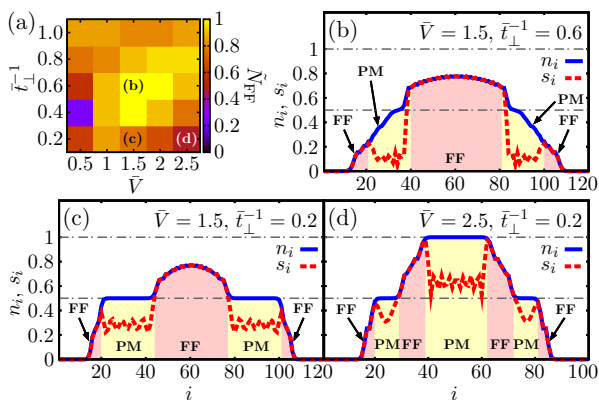 (a)
t̄⊥⁻¹
1.0
0.8
0.6
0.4
0.2
(b)
(c)
(d)
0.5 1 1.5 2 2.5
V̄
1
0.8
0.6
0.4
0.2
0
Ñ_FF
(b) V̄ = 1.5, t̄⊥⁻¹ = 0.6
n_i, s_i
1
0.8
0.6
0.4
0.2
0
n_i
s_i
PM
PM
FF
FF
FF
20 40 60 80 100 120
(c) V̄ = 1.5, t̄⊥⁻¹ = 0.2
n_i, s_i
1
0.8
0.6
0.4
0.2
0
n_i
s_i
FF
FF
PM FF PM
20 40 60 80 100
i
(d) V̄ = 2.5, t̄⊥⁻¹ = 0.2
n_i
s_i
FF
FF
PM FF PM FF PM
20 40 60 80 100 120
i